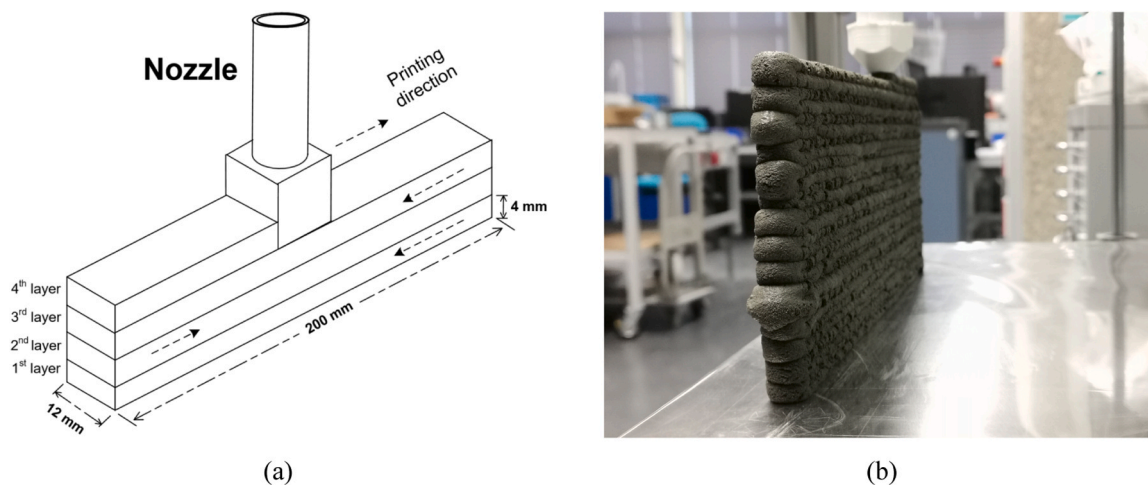 Nozzle
Printing
direction
4 mm
4th layer
3rd layer
2nd layer
1st layer
200 mm
12 mm
(a)
(b)